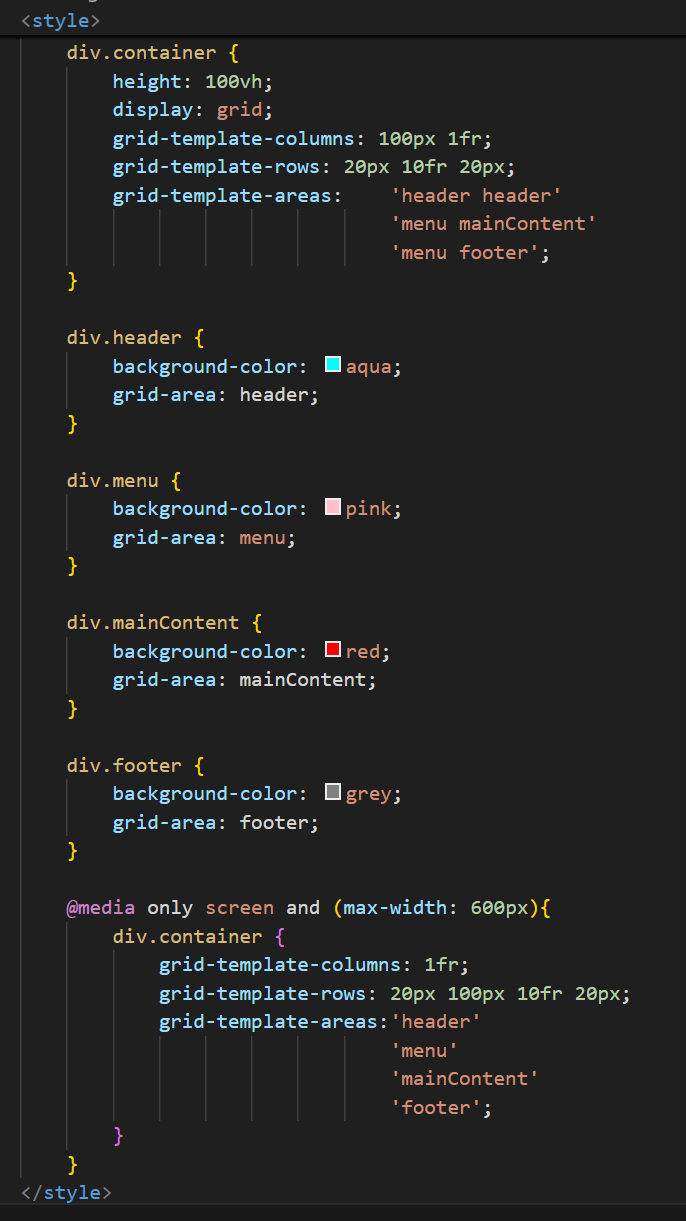 <style>
    div.container {
        height: 100vh;
        display: grid;
        grid-template-columns: 100px 1fr;
        grid-template-rows: 20px 10fr 20px;
        grid-template-areas:    'header header'
                                'menu mainContent'
                                'menu footer';
    }

    div.header {
        background-color: aqua;
        grid-area: header;
    }

    div.menu {
        background-color: pink;
        grid-area: menu;
    }

    div.mainContent {
        background-color: red;
        grid-area: mainContent;
    }

    div.footer {
        background-color: grey;
        grid-area: footer;
    }

    @media only screen and (max-width: 600px){
        div.container {
            grid-template-columns: 1fr;
            grid-template-rows: 20px 100px 10fr 20px;
            grid-template-areas:'header'
                                'menu'
                                'mainContent'
                                'footer';
        }
    }
</style>